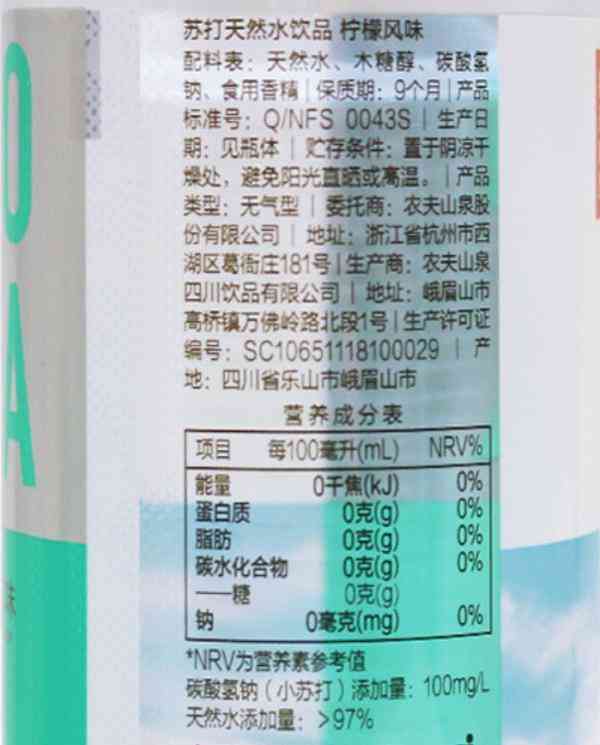 O
A
苏打天然水饮品 柠檬风味
配料表：天然水、木糖醇、碳酸氢
钠、食用香精 | 保质期：9个月 | 产品
标准号：Q/NFS 0043S | 生产日
期：见瓶体 | 贮存条件：置于阴凉干
燥处，避免阳光直晒或高温。 | 产品
类型：无气型 | 委托商：农夫山泉股
份有限公司 | 地址：浙江省杭州市西
湖区葛衙庄181号 | 生产商：农夫山泉
四川饮品有限公司 | 地址：峨眉山市
高桥镇万佛岭路北段1号 | 生产许可证
编号：SC10651118100029 | 产
地：四川省乐山市峨眉山市
营养成分表
项目 每100毫升(mL) NRV%
能量 0千焦(kJ) 0%
蛋白质 0克(g) 0%
脂肪 0克(g) 0%
碳水化合物 0克(g) 0%
——糖 0克(g)
钠 0毫克(mg) 0%
*NRV为营养素参考值
碳酸氢钠（小苏打）添加量：100mg/L
天然水添加量：>97%